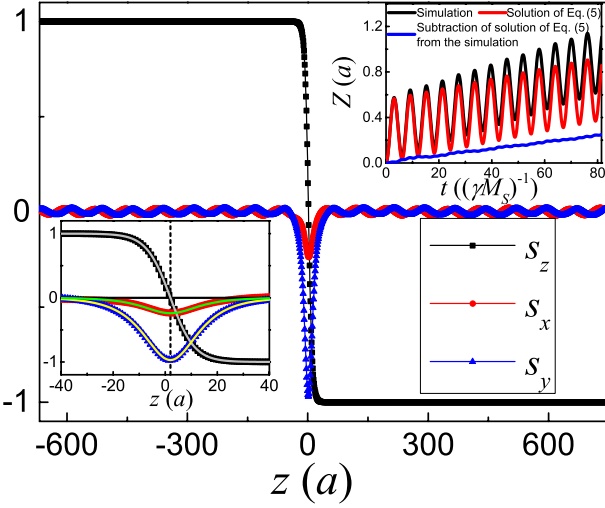 1
0
-1
-600
-300
0
300
600
z (a)
Simulation
Solution of Eq. (5)
Subtraction of solution of Eq. (5)
from the simulation
Z (a)
1.2
0.8
0.4
0.0
0
20
40
60
80
t ((γM_S)^-1)
1
0
-1
-40
-20
0
20
40
z (a)
S_z
S_x
S_y